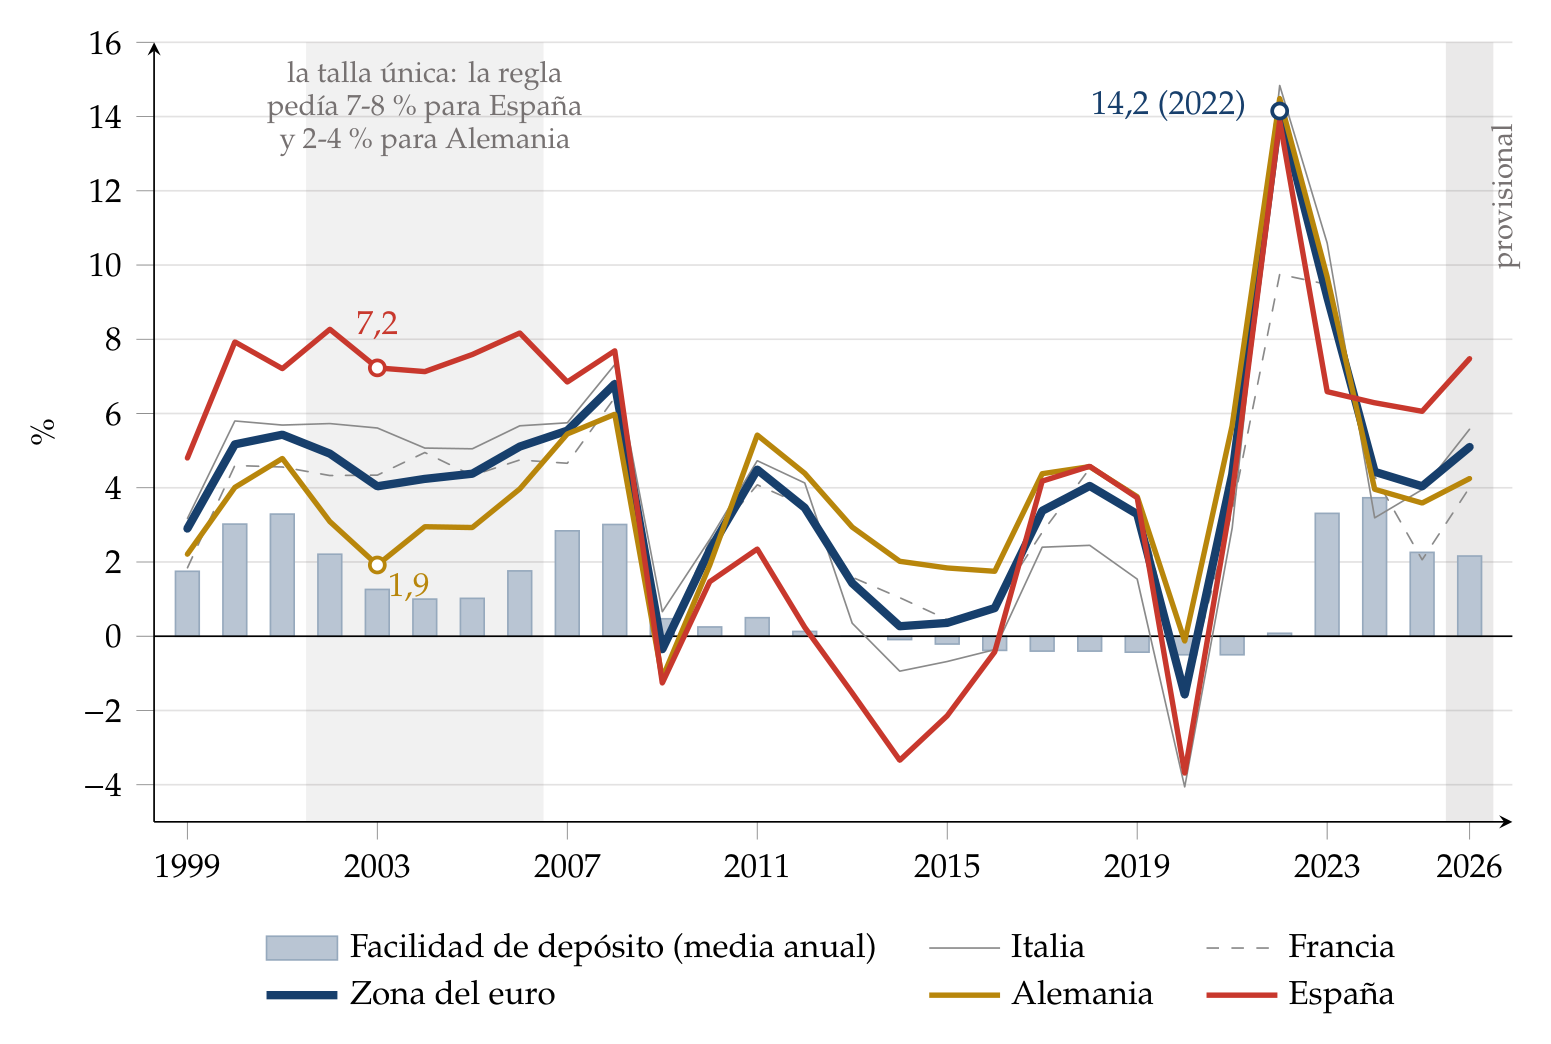 16
14
12
10
8
6
4
2
0
−2
−4
%
la talla única: la regla
pedía 7-8 % para España
y 2-4 % para Alemania
14,2 (2022)
provisional
7,2
1,9
1999 2003 2007 2011 2015 2019 2023 2026
Facilidad de depósito (media anual) Italia Francia
Zona del euro Alemania España